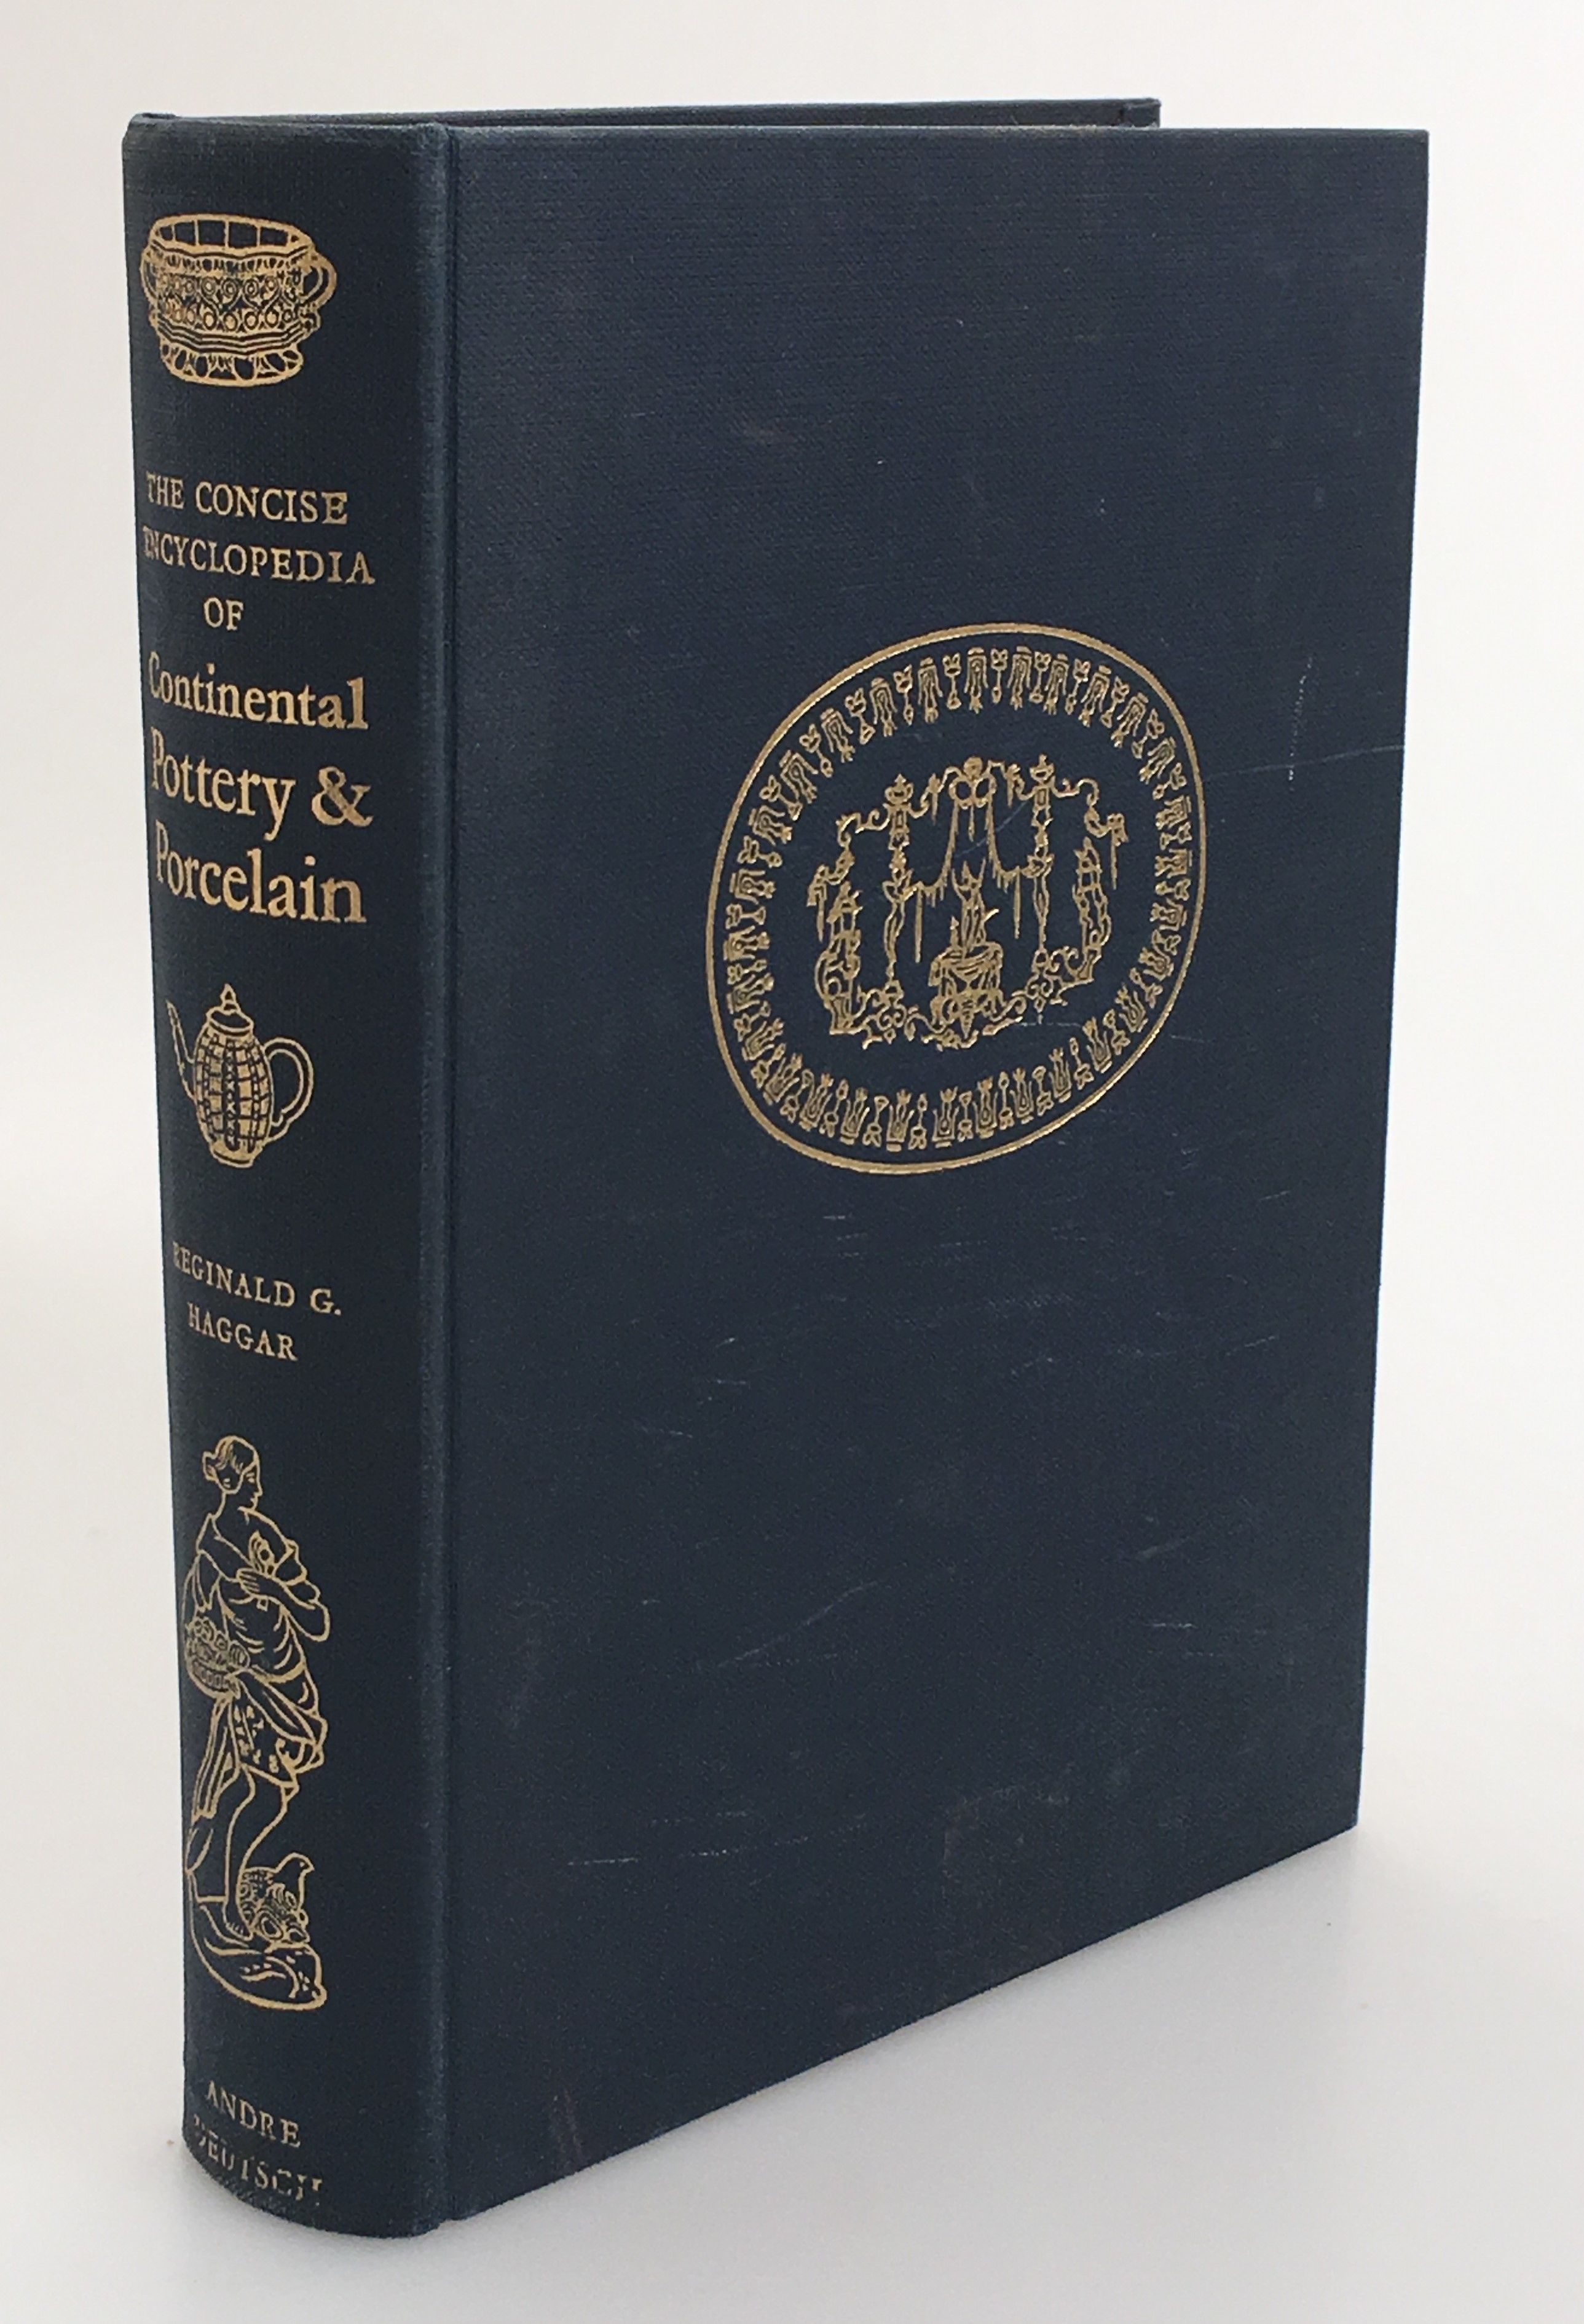 THE CONCISE
ENCYCLOPEDIA
OF
Continental
Pottery &
Porcelain
REGINALD G.
HAGGAR
ANDRE
DEUTSCH